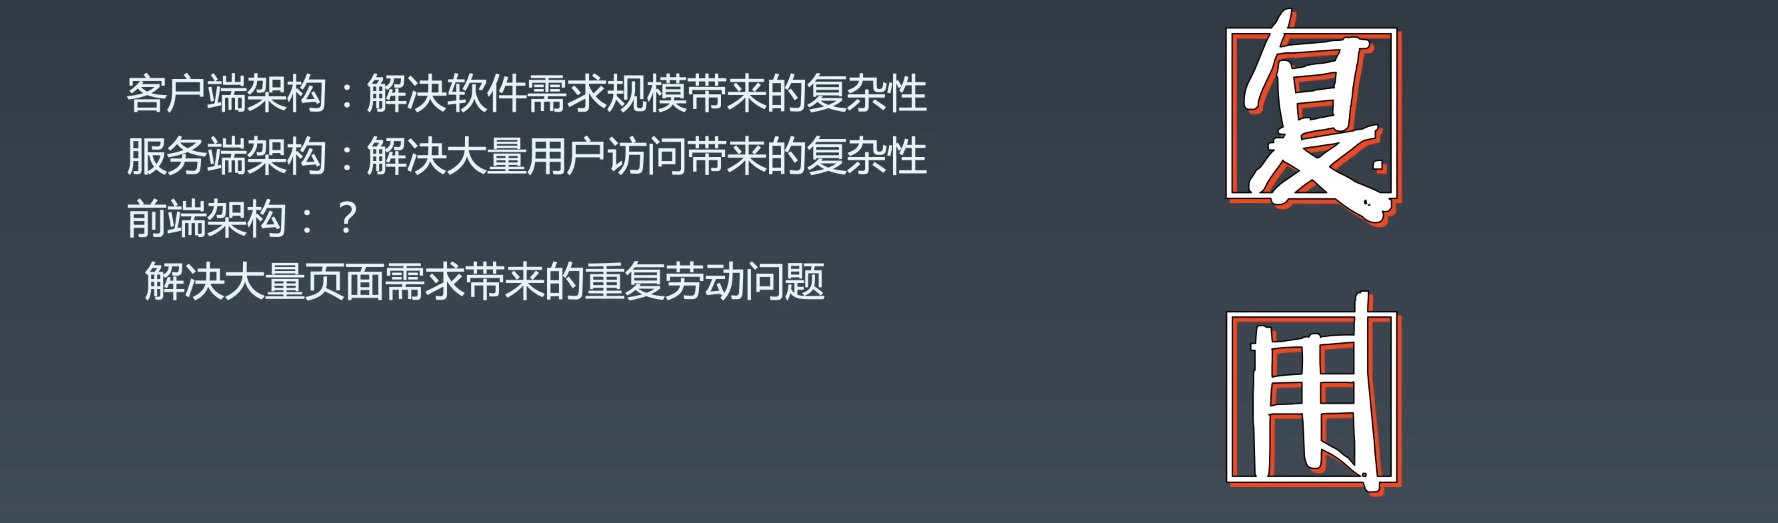 客户端架构：解决软件需求规模带来的复杂性
服务端架构：解决大量用户访问带来的复杂性
前端架构：？
解决大量页面需求带来的重复劳动问题
复
用